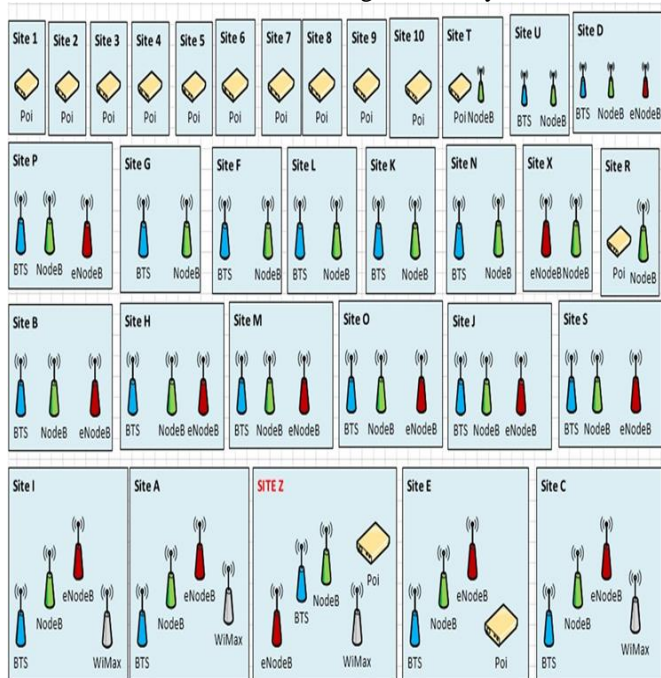 Site 1 Site 2 Site 3 Site 4 Site 5 Site 6 Site 7 Site 8 Site 9 Site 10 Site T Site U Site D
Poi Poi Poi Poi Poi Poi Poi Poi Poi Poi Poi NodeB BTS NodeB BTS NodeB eNodeB
Site P Site G Site F Site L Site K Site N Site X Site R
BTS NodeB eNodeB BTS NodeB BTS NodeB BTS NodeB BTS NodeB BTS NodeB eNodeB NodeB Poi NodeB
Site B Site H Site M Site O Site J Site S
BTS NodeB eNodeB BTS NodeB eNodeB BTS NodeB eNodeB BTS NodeB eNodeB BTS NodeB eNodeB BTS NodeB eNodeB
Site I Site A SITE Z Site E Site C
eNodeB NodeB BTS WiMax
eNodeB NodeB WiMax BTS
Poi NodeB BTS eNodeB WiMax
eNodeB NodeB BTS Poi
eNodeB NodeB WiMax BTS